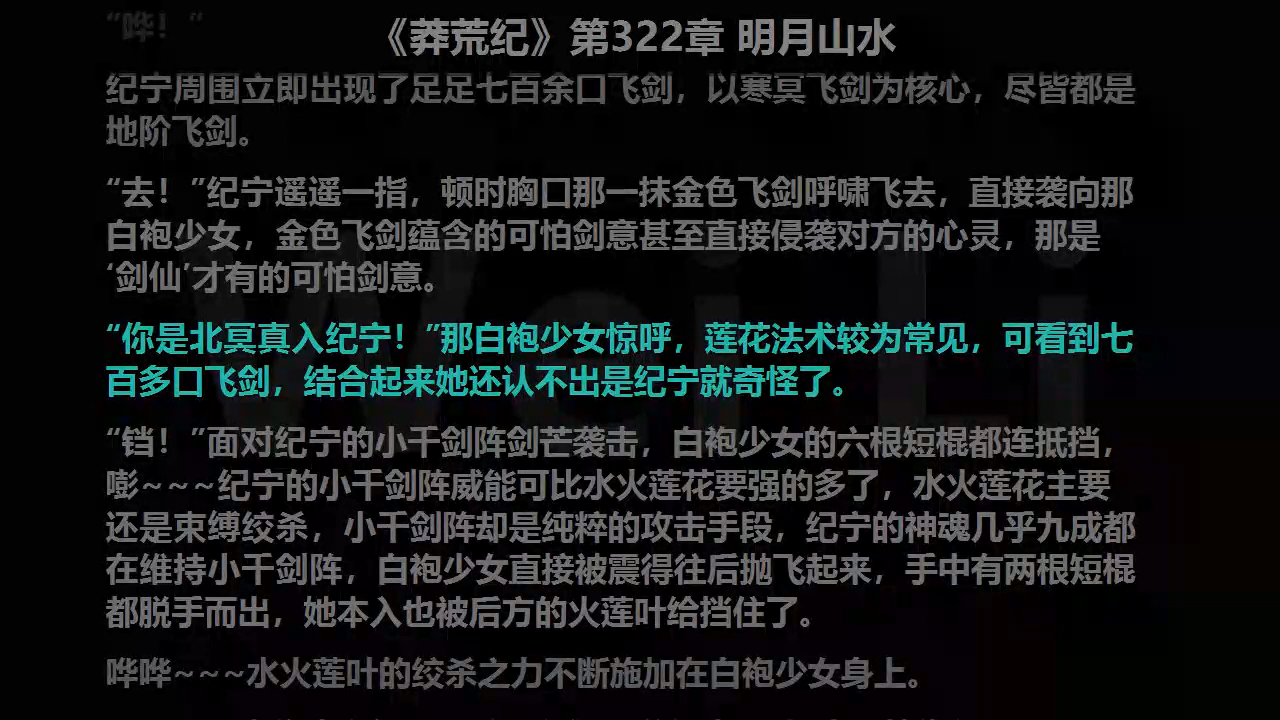 “哗！”
《莽荒纪》第322章 明月山水
纪宁周围立即出现了足足七百余口飞剑，以寒冥飞剑为核心，尽皆都是
地阶飞剑。
“去！”纪宁遥遥一指，顿时胸口那一抹金色飞剑呼啸飞去，直接袭向那
白袍少女，金色飞剑蕴含的可怕剑意甚至直接侵袭对方的心灵，那是
‘剑仙’才有的可怕剑意。
“你是北冥真入纪宁！”那白袍少女惊呼，莲花法术较为常见，可看到七
百多口飞剑，结合起来她还认不出是纪宁就奇怪了。
“铛！”面对纪宁的小千剑阵剑芒袭击，白袍少女的六根短棍都连抵挡，
嘭~~~纪宁的小千剑阵威能可比水火莲花要强的多了，水火莲花主要
还是束缚绞杀，小千剑阵却是纯粹的攻击手段，纪宁的神魂几乎九成都
在维持小千剑阵，白袍少女直接被震得往后抛飞起来，手中有两根短棍
都脱手而出，她本入也被后方的火莲叶给挡住了。
哗哗~~~水火莲叶的绞杀之力不断施加在白袍少女身上。
Wei Li